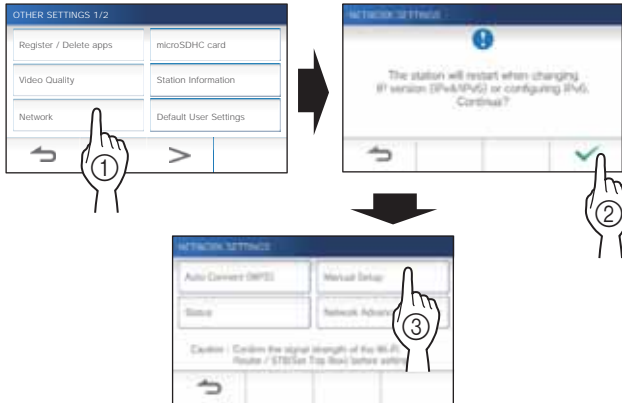 OTHER SETTINGS 1/2
Register / Delete apps
microSDHC card
Video Quality
Station Information
Network
Default User Settings
>
①
NETWORK SETTINGS
!
The station will restart when changing
IP version (IPv4/IPv6) or configuring IPv6.
Continue?
②
NETWORK SETTINGS
Auto Connect (WPS)
Manual Setup
Status
Network
③
Caution : Confirm the signal strength of the Wi-Fi
Router / STB(Set Top Box) before